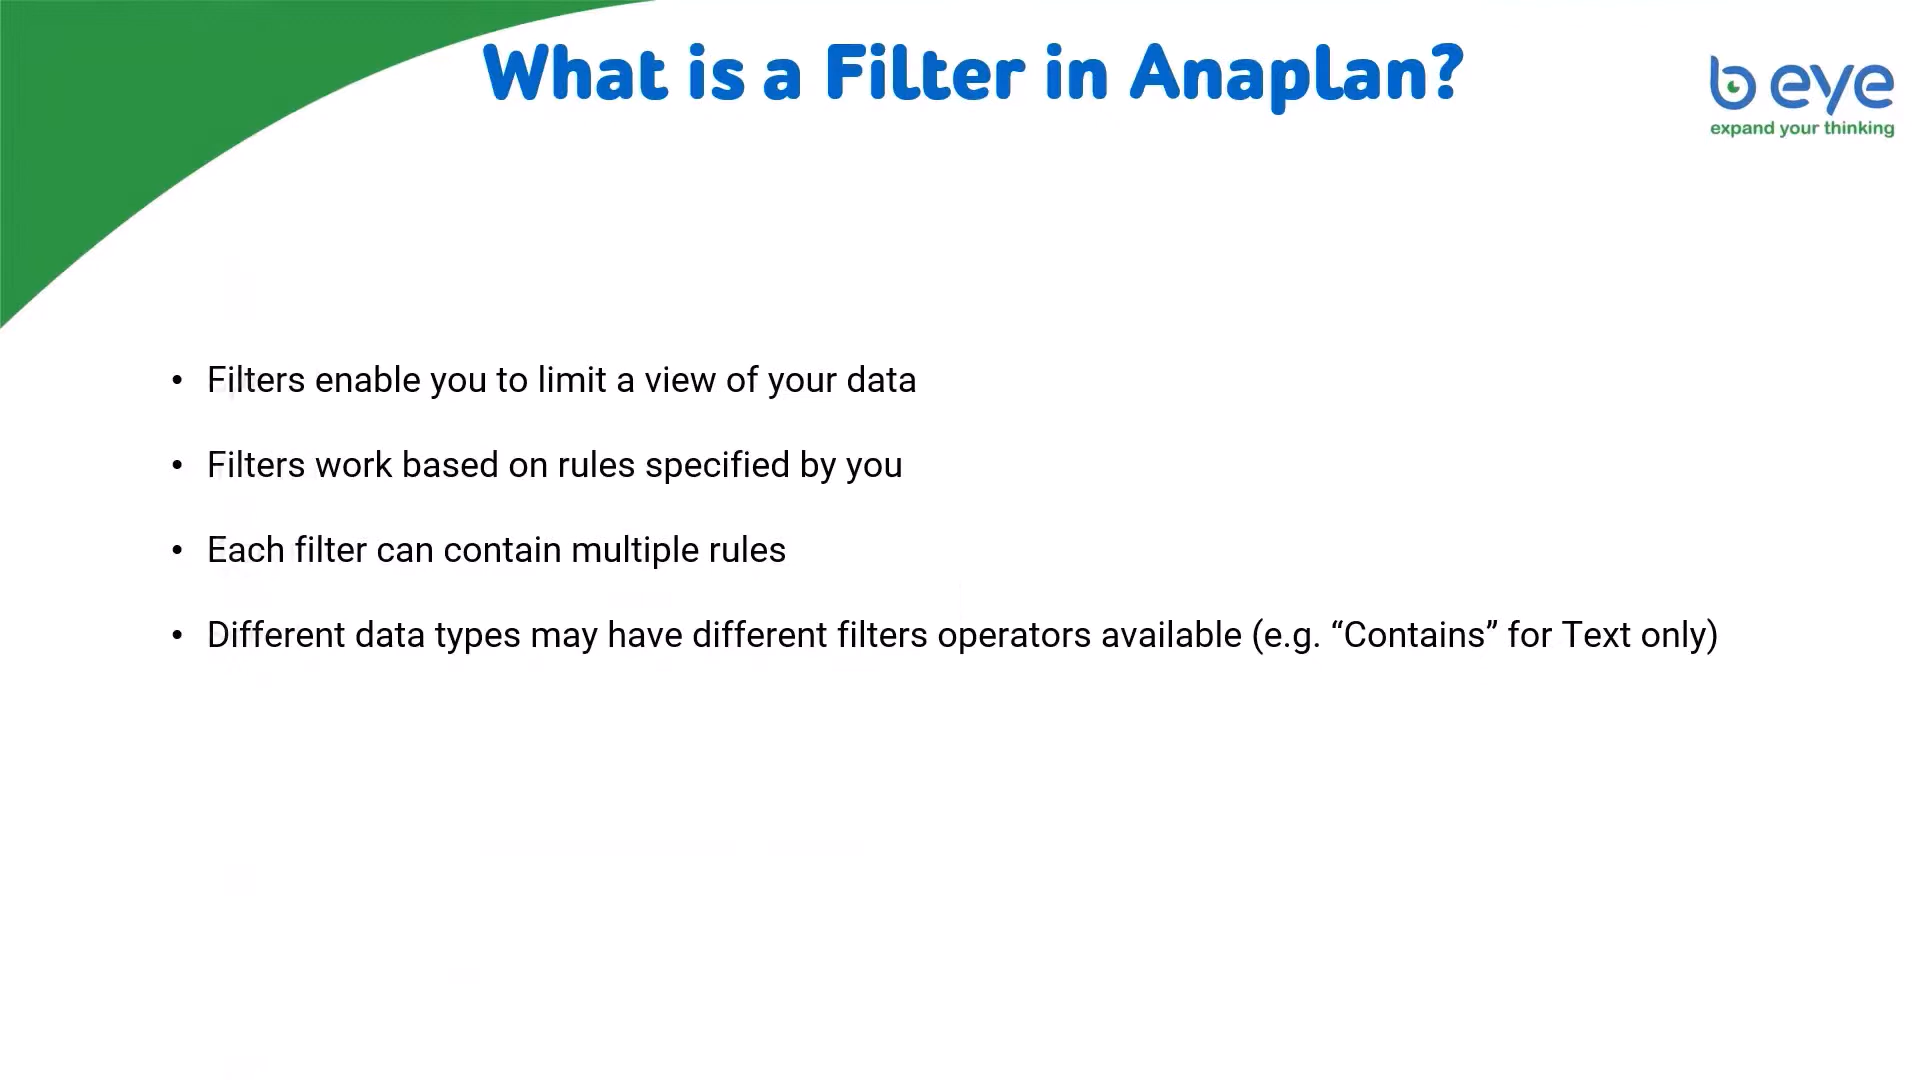 What is a Filter in Anaplan?
b eye
expand your thinking
• Filters enable you to limit a view of your data
• Filters work based on rules specified by you
• Each filter can contain multiple rules
• Different data types may have different filters operators available (e.g. “Contains” for Text only)